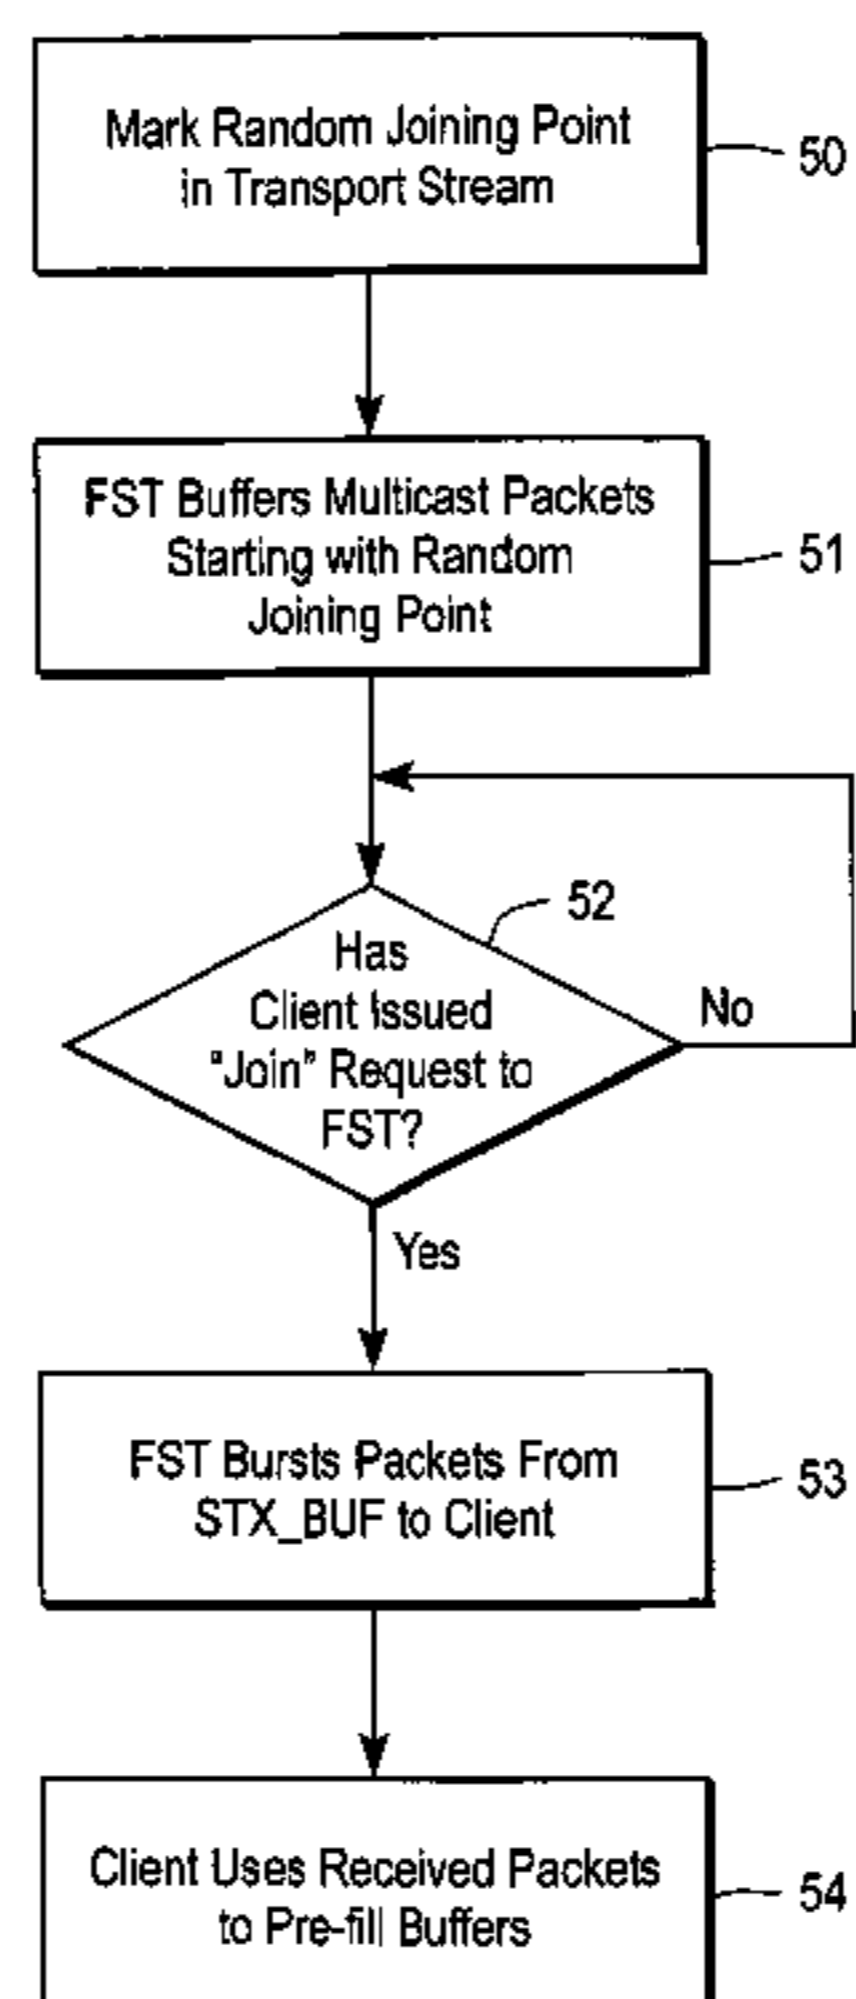 Mark Random Joining Point
in Transport Stream
50
FST Buffers Multicast Packets
Starting with Random
Joining Point
51
52
Has
Client Issued
"Join" Request to
FST?
No
Yes
FST Bursts Packets From
STX_BUF to Client
53
Client Uses Received Packets
to Pre-fill Buffers
54